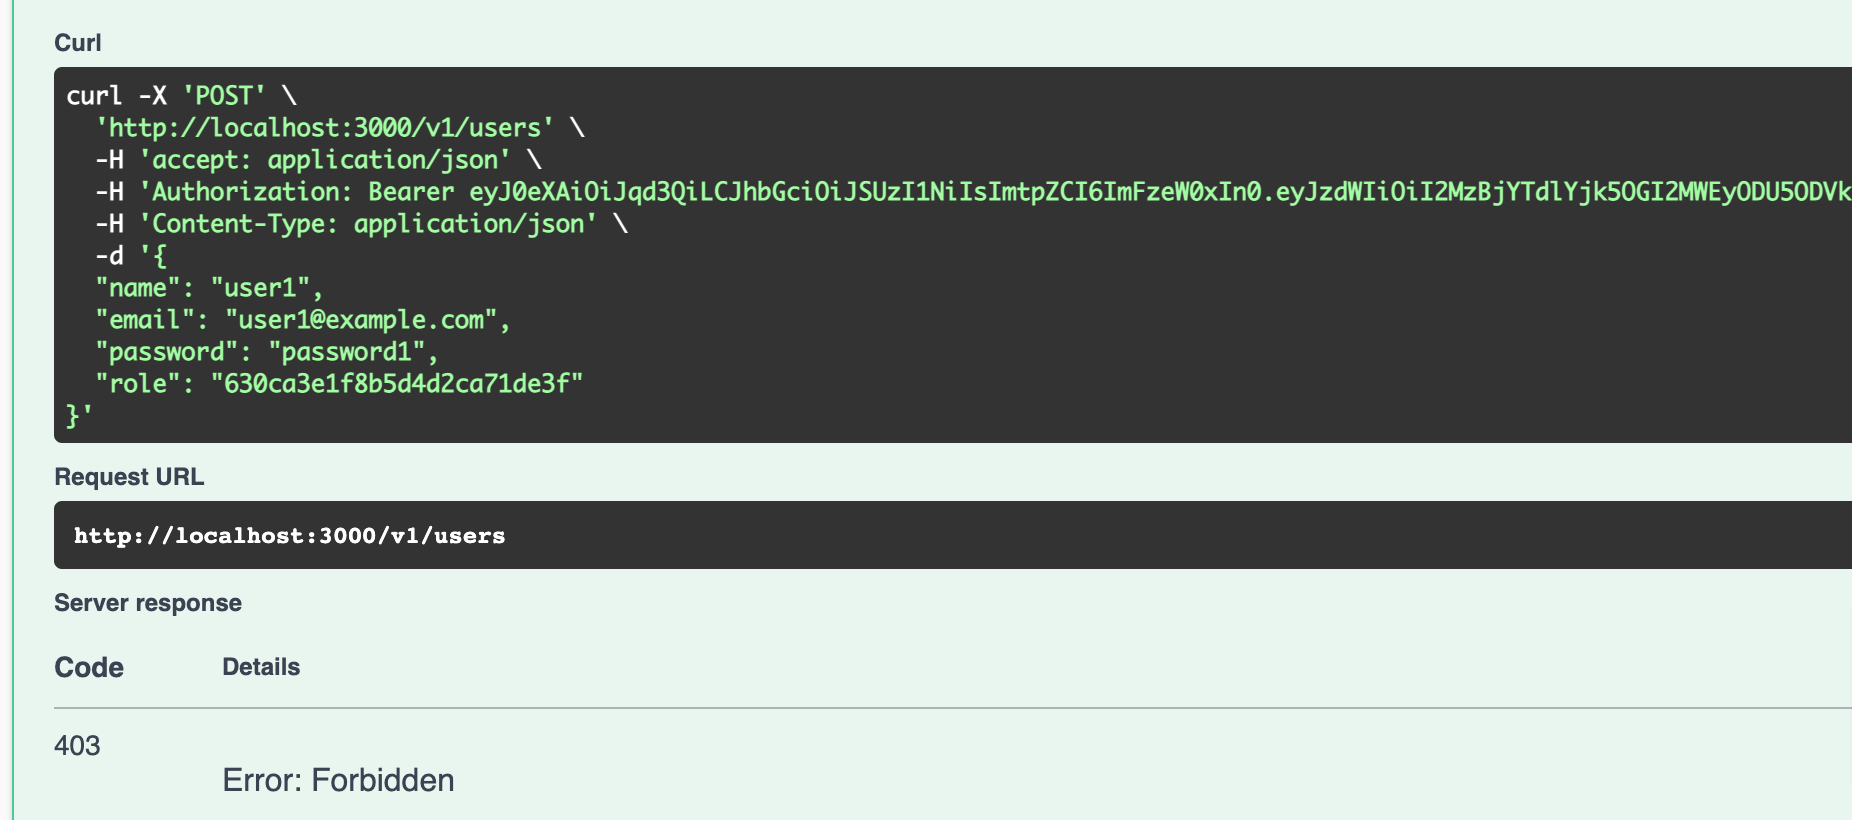 Curl
curl -X 'POST' \
'http://localhost:3000/v1/users' \
-H 'accept: application/json' \
-H 'Authorization: Bearer eyJ0eXAiOiJqd3QiLCJhbGciOiJSUzI1NiIsImtpZCI6ImFzeW0xIn0.eyJzdWIiOiI2MzBjYTdlYjk5OGI2MWEyODU5ODVk
-H 'Content-Type: application/json' \
-d '{
"name": "user1",
"email": "user1@example.com",
"password": "password1",
"role": "630ca3e1f8b5d4d2ca71de3f"
}'
Request URL
http://localhost:3000/v1/users
Server response
Code Details
403
Error: Forbidden